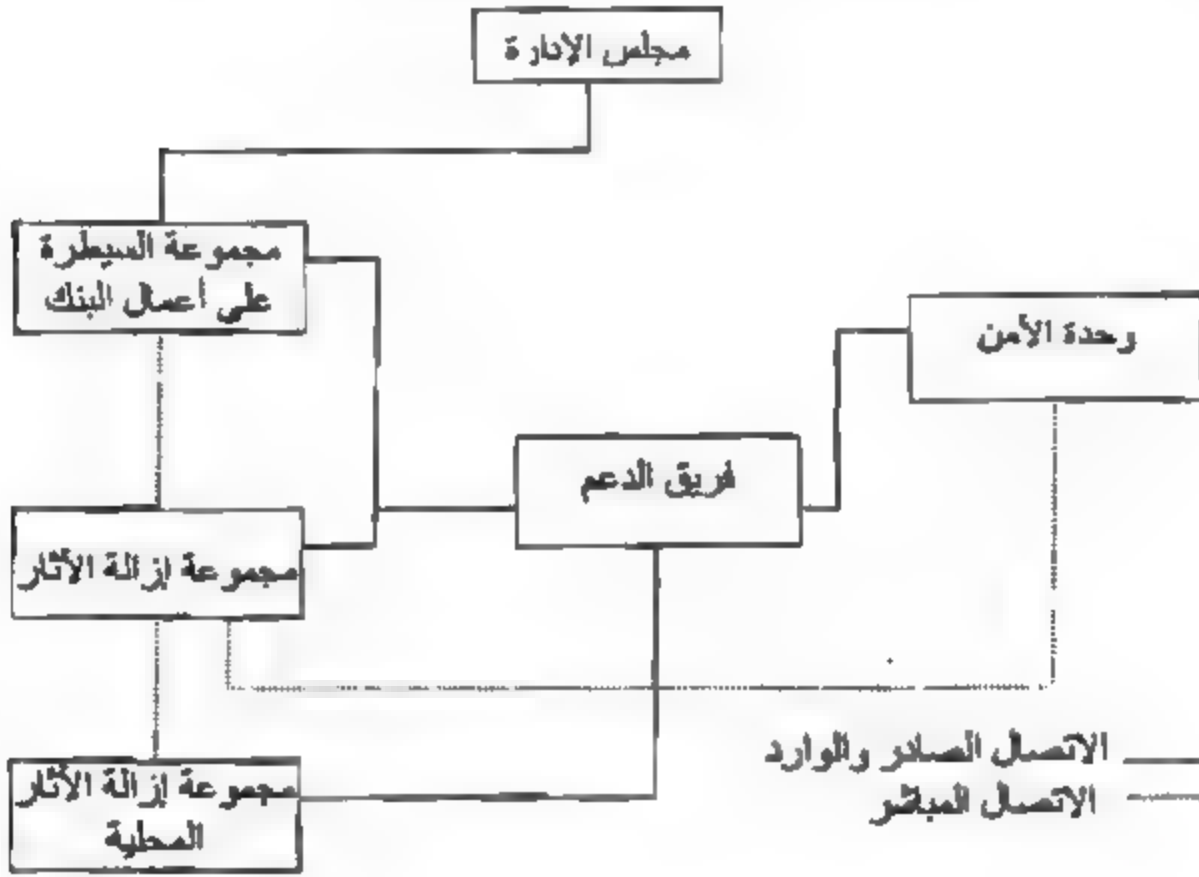 مجلس الإدارة
مجموعة السيطرة
على أعمال البنك
وحدة الأمن
فريق الدعم
مجموعة إزالة الآثار
مجموعة إزالة الآثار
المحلية
الاتصال الصادر والوارد
الاتصال المباشر